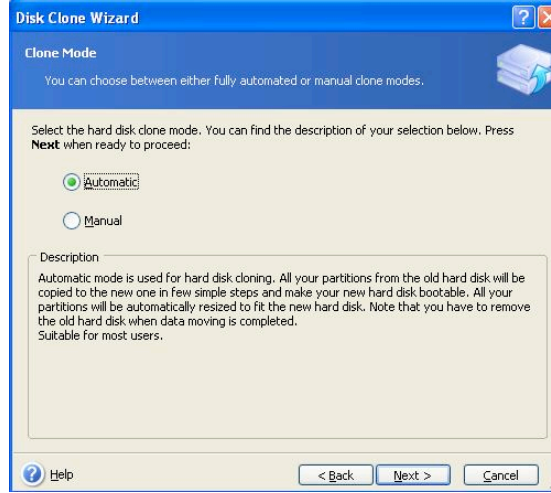 Disk Clone Wizard
Clone Mode
You can choose between either fully automated or manual clone modes.
Select the hard disk clone mode. You can find the description of your selection below. Press
Next when ready to proceed:
Automatic
Manual
Description
Automatic mode is used for hard disk cloning. All your partitions from the old hard disk will be
copied to the new one in few simple steps and make your new hard disk bootable. All your
partitions will be automatically resized to fit the new hard disk. Note that you have to remove
the old hard disk when data moving is completed.
Suitable for most users.
Help
< Back
Next >
Cancel